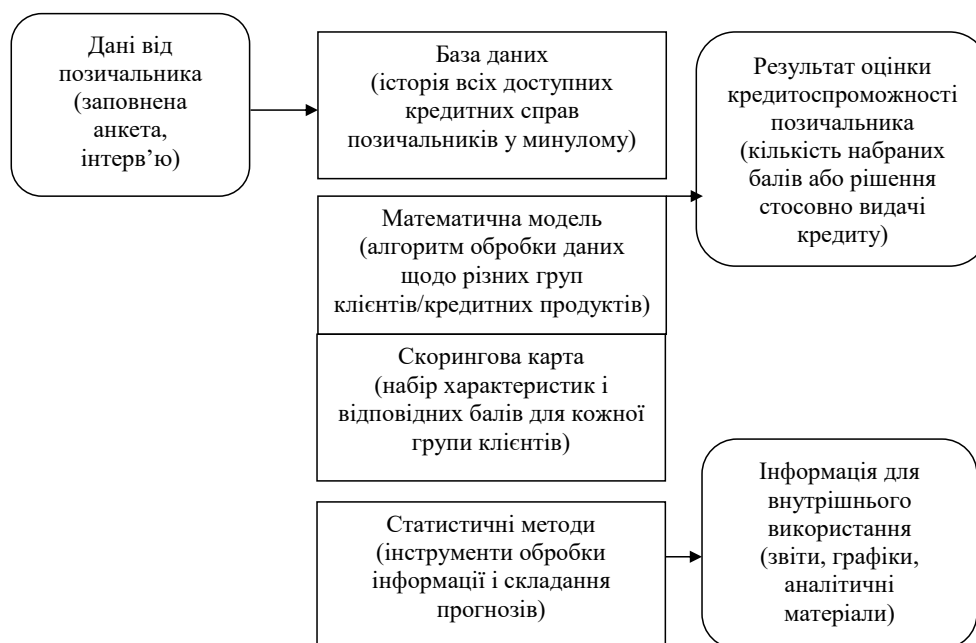 Дані від
позичальника
(заповнена
анкета,
інтерв’ю)
База даних
(історія всіх доступних
кредитних справ
позичальників у минулому)
Математична модель
(алгоритм обробки даних
щодо різних груп
клієнтів/кредитних продуктів)
Скорингова карта
(набір характеристик і
відповідних балів для кожної
групи клієнтів)
Статистичні методи
(інструменти обробки
інформації і складання
прогнозів)
Результат оцінки
кредитоспроможності
позичальника
(кількість набраних
балів або рішення
стосовно видачі
кредиту)
Інформація для
внутрішнього
використання
(звіти, графіки,
аналітичні
матеріали)